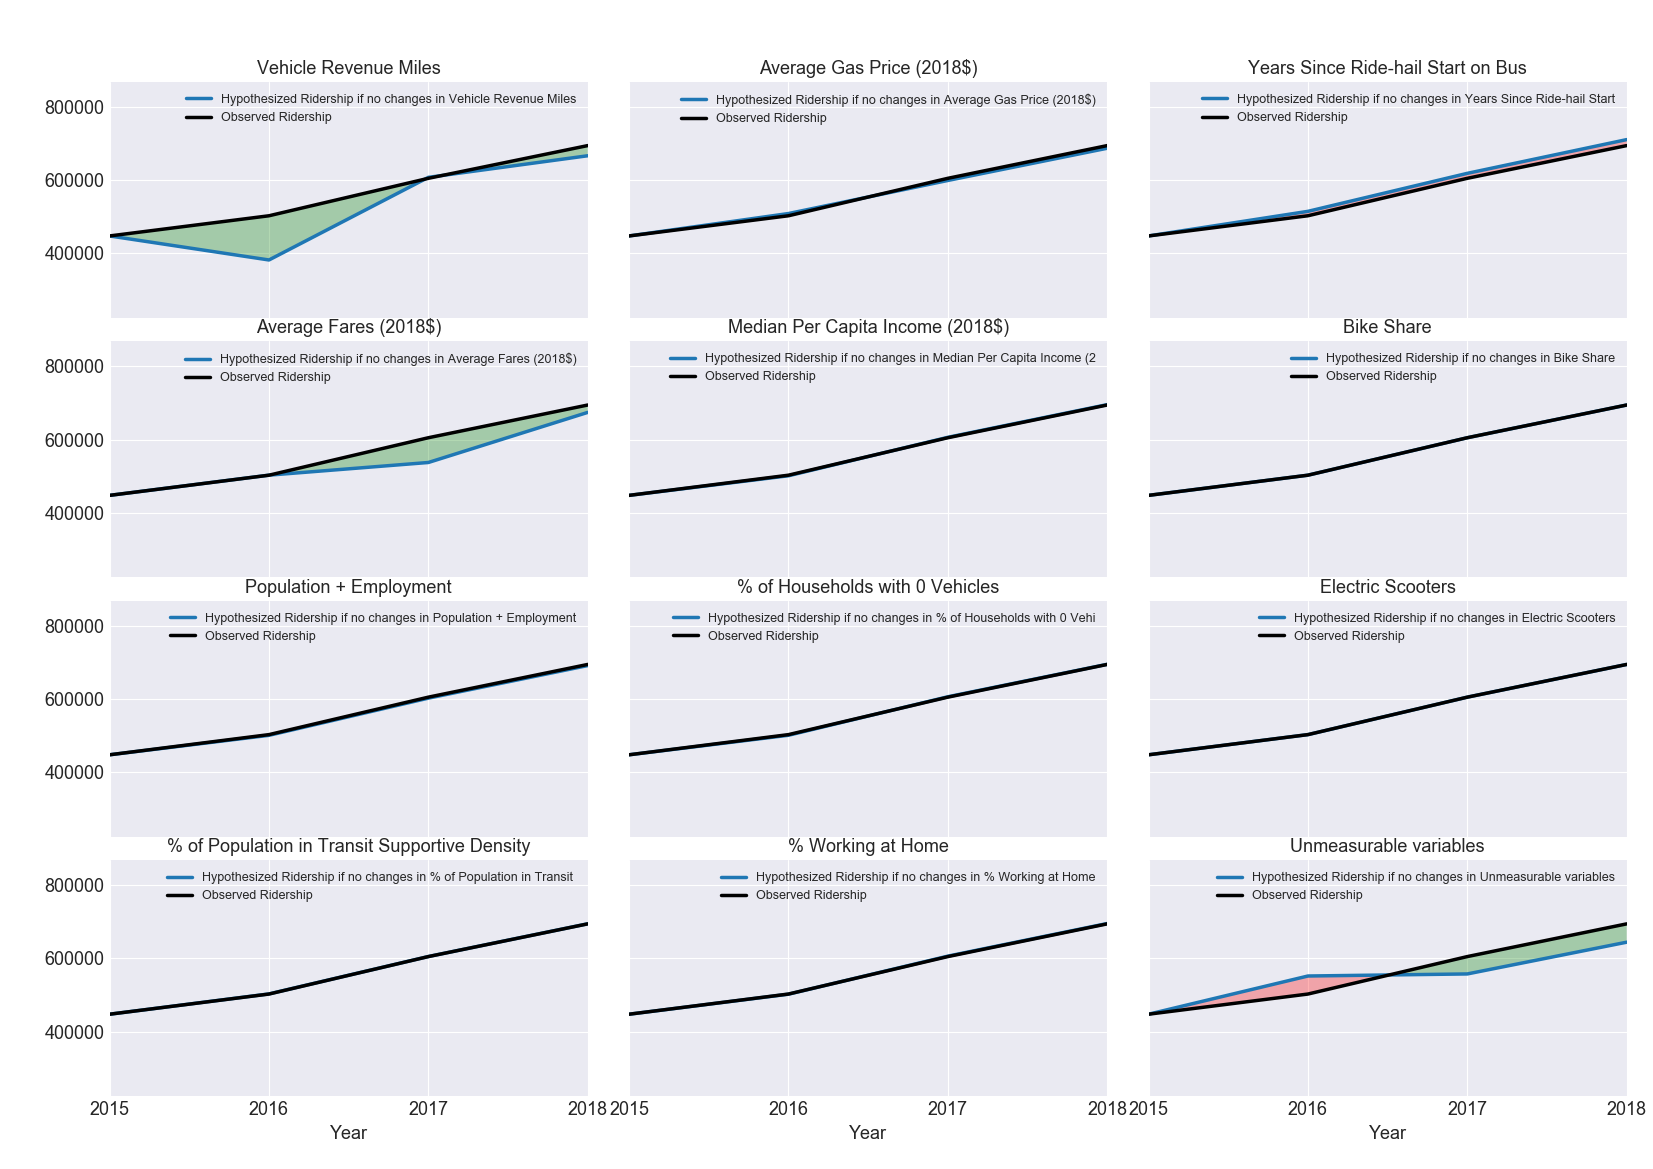 Vehicle Revenue Miles
Hypothesized Ridership if no changes in Vehicle Revenue Miles
Observed Ridership
800000
600000
400000
Average Gas Price (2018$)
Hypothesized Ridership if no changes in Average Gas Price (2018$)
Observed Ridership
Years Since Ride-hail Start on Bus
Hypothesized Ridership if no changes in Years Since Ride-hail Start
Observed Ridership
Average Fares (2018$)
Hypothesized Ridership if no changes in Average Fares (2018$)
Observed Ridership
800000
600000
400000
Median Per Capita Income (2018$)
Hypothesized Ridership if no changes in Median Per Capita Income (2
Observed Ridership
Bike Share
Hypothesized Ridership if no changes in Bike Share
Observed Ridership
Population + Employment
Hypothesized Ridership if no changes in Population + Employment
Observed Ridership
800000
600000
400000
% of Households with 0 Vehicles
Hypothesized Ridership if no changes in % of Households with 0 Vehi
Observed Ridership
Electric Scooters
Hypothesized Ridership if no changes in Electric Scooters
Observed Ridership
% of Population in Transit Supportive Density
Hypothesized Ridership if no changes in % of Population in Transit
Observed Ridership
800000
600000
400000
2015 2016 2017 2018
Year
% Working at Home
Hypothesized Ridership if no changes in % Working at Home
Observed Ridership
2015 2016 2017 2018
Year
Unmeasurable variables
Hypothesized Ridership if no changes in Unmeasurable variables
Observed Ridership
2015 2016 2017 2018
Year